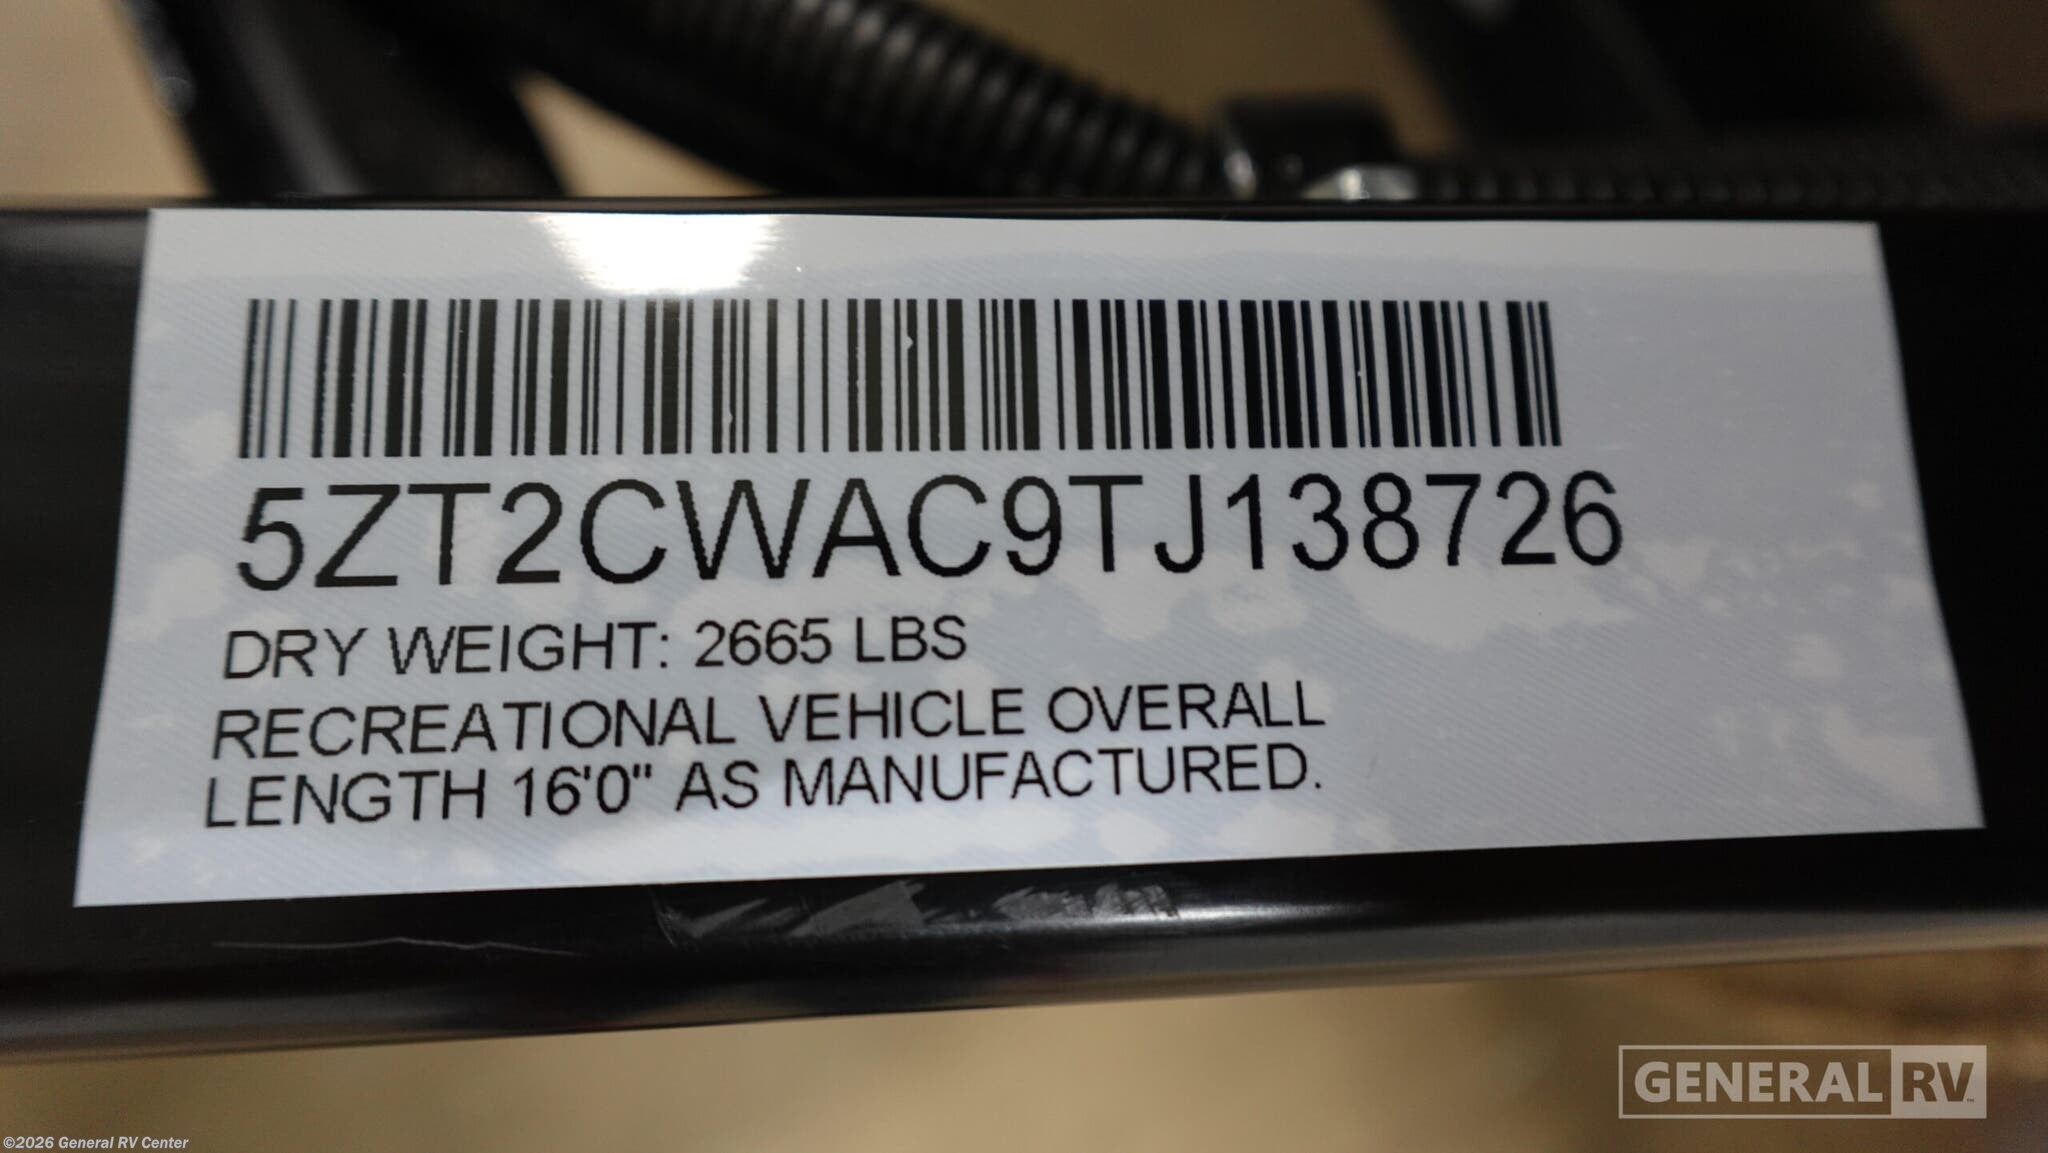 5ZT2CWAC9TJ138726
DRY WEIGHT: 2665 LBS
RECREATIONAL VEHICLE OVERALL
LENGTH 16'0" AS MANUFACTURED.
GENERAL RV
©2026 General RV Center